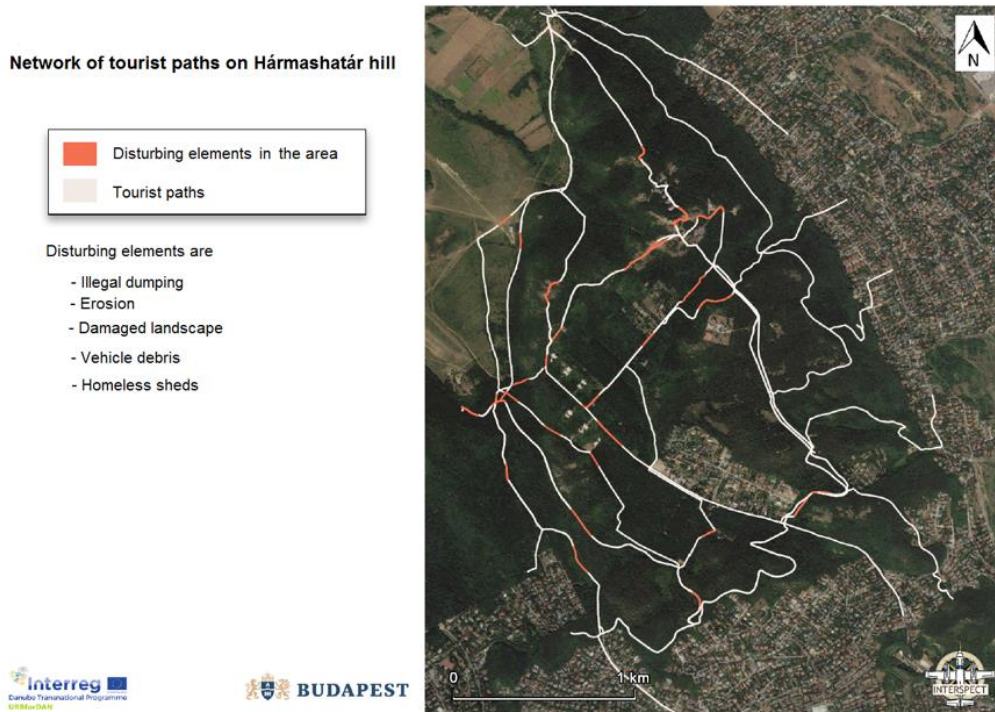 Network of tourist paths on Hármashatár hill
Disturbing elements in the area
Tourist paths
Disturbing elements are
- Illegal dumping
- Erosion
- Damaged landscape
- Vehicle debris
- Homeless sheds
Interreg
Danube Transnational Programme
URBforDAN
BUDAPEST
N
0 1 km
INTERSPECT